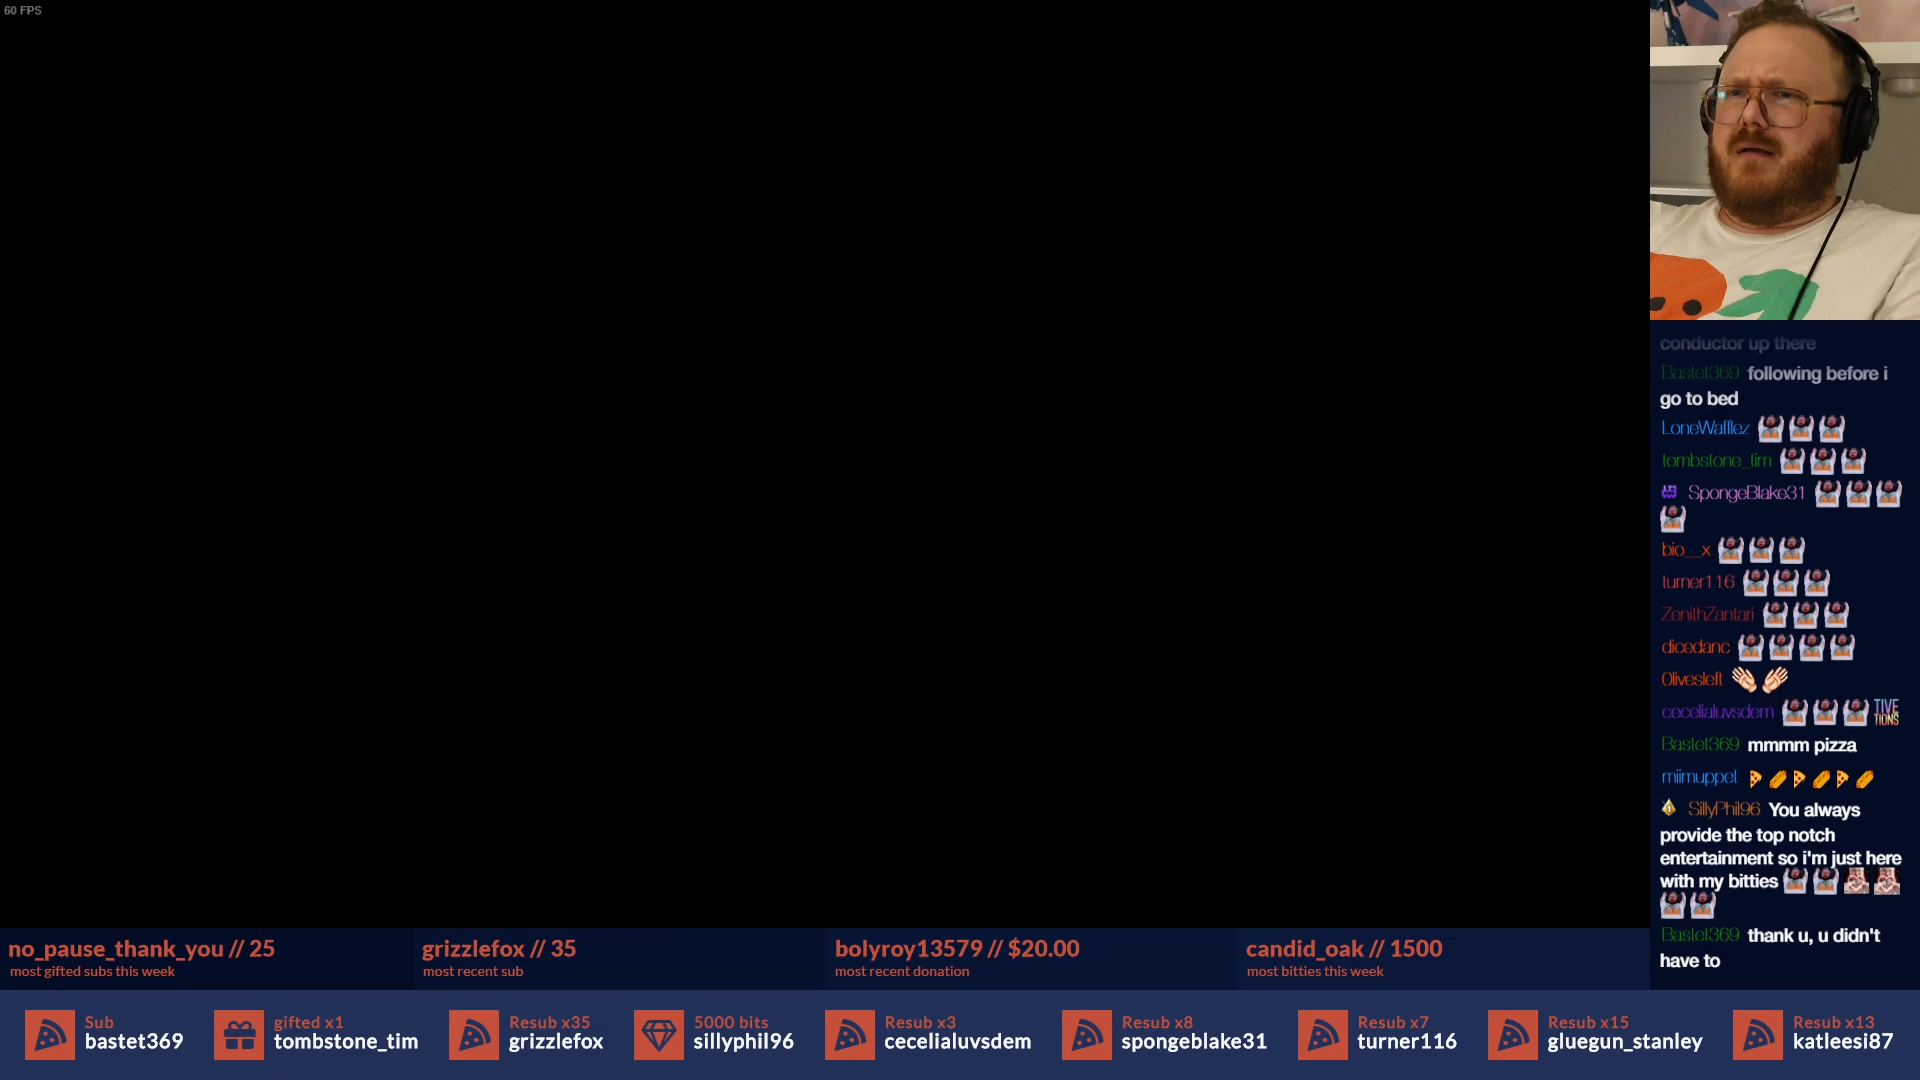 60 FPS
conductor up there
Bastet369 following before i
go to bed
LoneWafflez
tombstone_tim
SpongeBlake31
bio__x
turner116
ZenithZantari
dicedanc
0livesleft
cecelialuvsdem TIVE
TIONS
Bastet369 mmmm pizza
miimuppet
SillyPhil96 You always
provide the top notch
entertainment so i'm just here
with my bitties
Bastet369 thank u, u didn't
have to
no_pause_thank_you // 25
most gifted subs this week
grizzlefox // 35
most recent sub
bolyroy13579 // $20.00
most recent donation
candid_oak // 1500
most bitties this week
Sub
bastet369
gifted x1
tombstone_tim
Resub x35
grizzlefox
5000 bits
sillyphil96
Resub x3
cecelialuvsdem
Resub x8
spongeblake31
Resub x7
turner116
Resub x15
gluegun_stanley
Resub x13
katleesi87